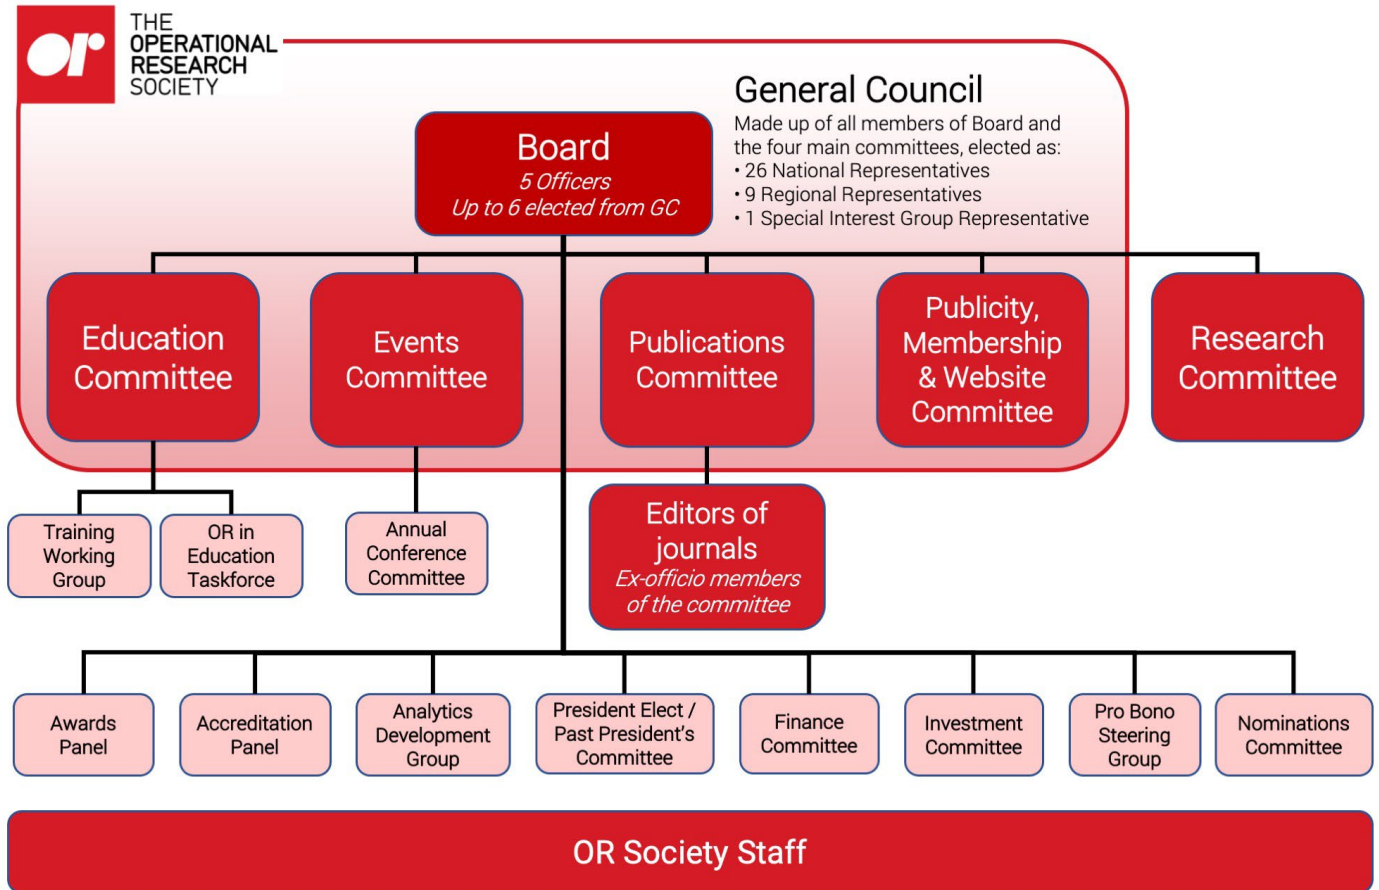 or
THE
OPERATIONAL
RESEARCH
SOCIETY
General Council
Made up of all members of Board and
the four main committees, elected as:
• 26 National Representatives
• 9 Regional Representatives
• 1 Special Interest Group Representative
Board
5 Officers
Up to 6 elected from GC
Education
Committee
Events
Committee
Publications
Committee
Publicity,
Membership
& Website
Committee
Research
Committee
Training
Working
Group
OR in
Education
Taskforce
Annual
Conference
Committee
Editors of
journals
Ex-officio members
of the committee
Awards
Panel
Accreditation
Panel
Analytics
Development
Group
President Elect /
Past President's
Committee
Finance
Committee
Investment
Committee
Pro Bono
Steering
Group
Nominations
Committee
OR Society Staff